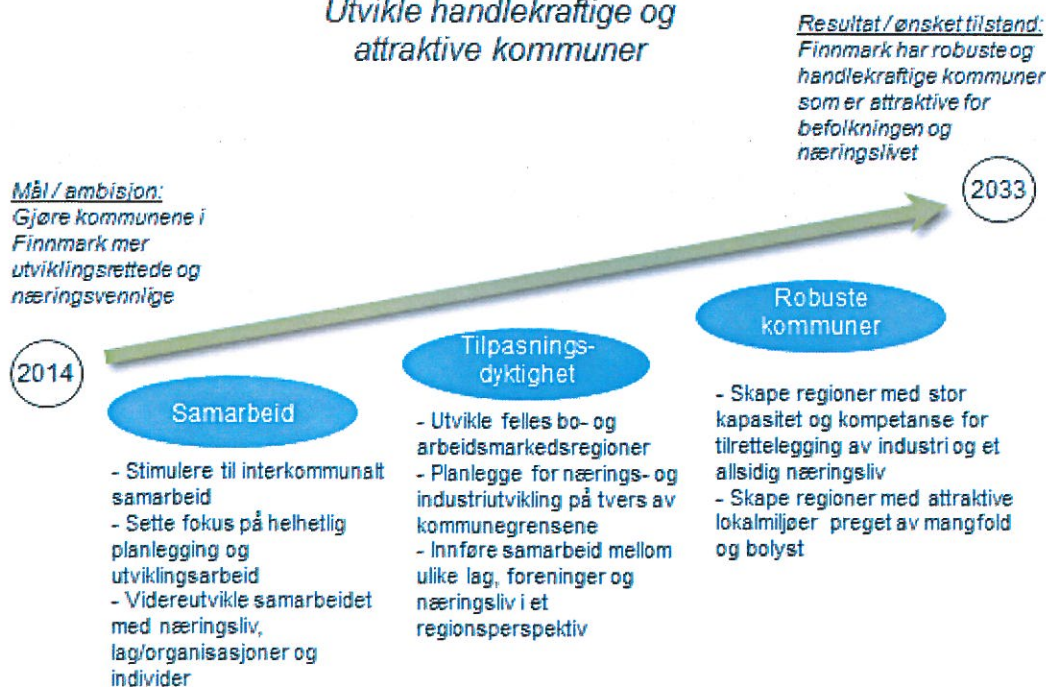 Utvikle handlekraftige og
attraktive kommuner
Resultat / ønsket tilstand:
Finnmark har robuste og
handlekraftige kommuner
som er attraktive for
befolkningen og
næringslivet
2033
Mål / ambisjon:
Gjøre kommunene i
Finnmark mer
utviklingsrettede og
næringsvennlige
2014
Samarbeid
- Stimulere til interkommunalt
samarbeid
- Sette fokus på helhetlig
planlegging og
utviklingsarbeid
- Videreutvikle samarbeidet
med næringsliv,
lag/organisasjoner og
individer
Tilpasnings-
dyktighet
- Utvikle felles bo- og
arbeidsmarkedsregioner
- Planlegge for nærings- og
industriutvikling på tvers av
kommunegrensene
- Innføre samarbeid mellom
ulike lag, foreninger og
næringsliv i et
regionsperspektiv
Robuste
kommuner
- Skape regioner med stor
kapasitet og kompetanse for
tilrettelegging av industri og et
allsidig næringsliv
- Skape regioner med attraktive
lokalmiljøer preget av mangfold
og bolyst